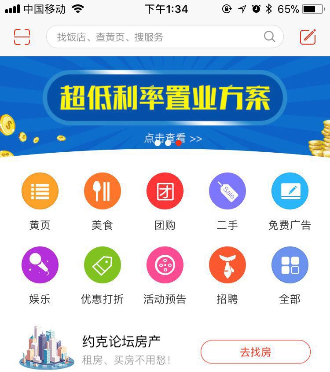 中国移动 下午1:34 65%
找饭店、查黄页、搜服务
超低利率置业方案
点击查看 >>
黄页 美食 团购 二手 免费广告
娱乐 优惠打折 活动预告 招聘 全部
约克论坛房产
租房、买房不用愁!
去找房